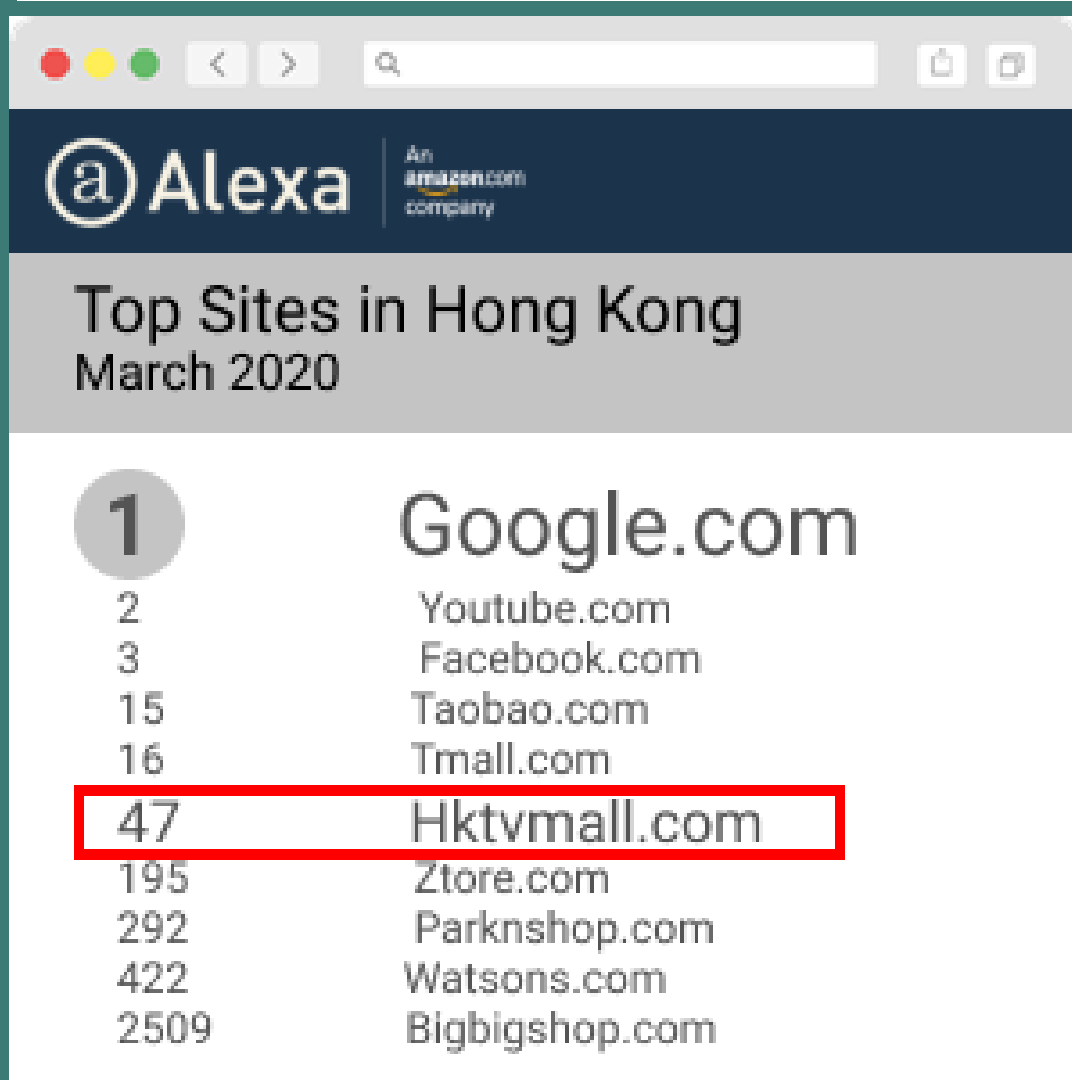 a Alexa
An
amazon.com
company
Top Sites in Hong Kong
March 2020
1 Google.com
2 Youtube.com
3 Facebook.com
15 Taobao.com
16 Tmall.com
47 Hktvmall.com
195 Ztore.com
292 Parknshop.com
422 Watsons.com
2509 Bigbigshop.com